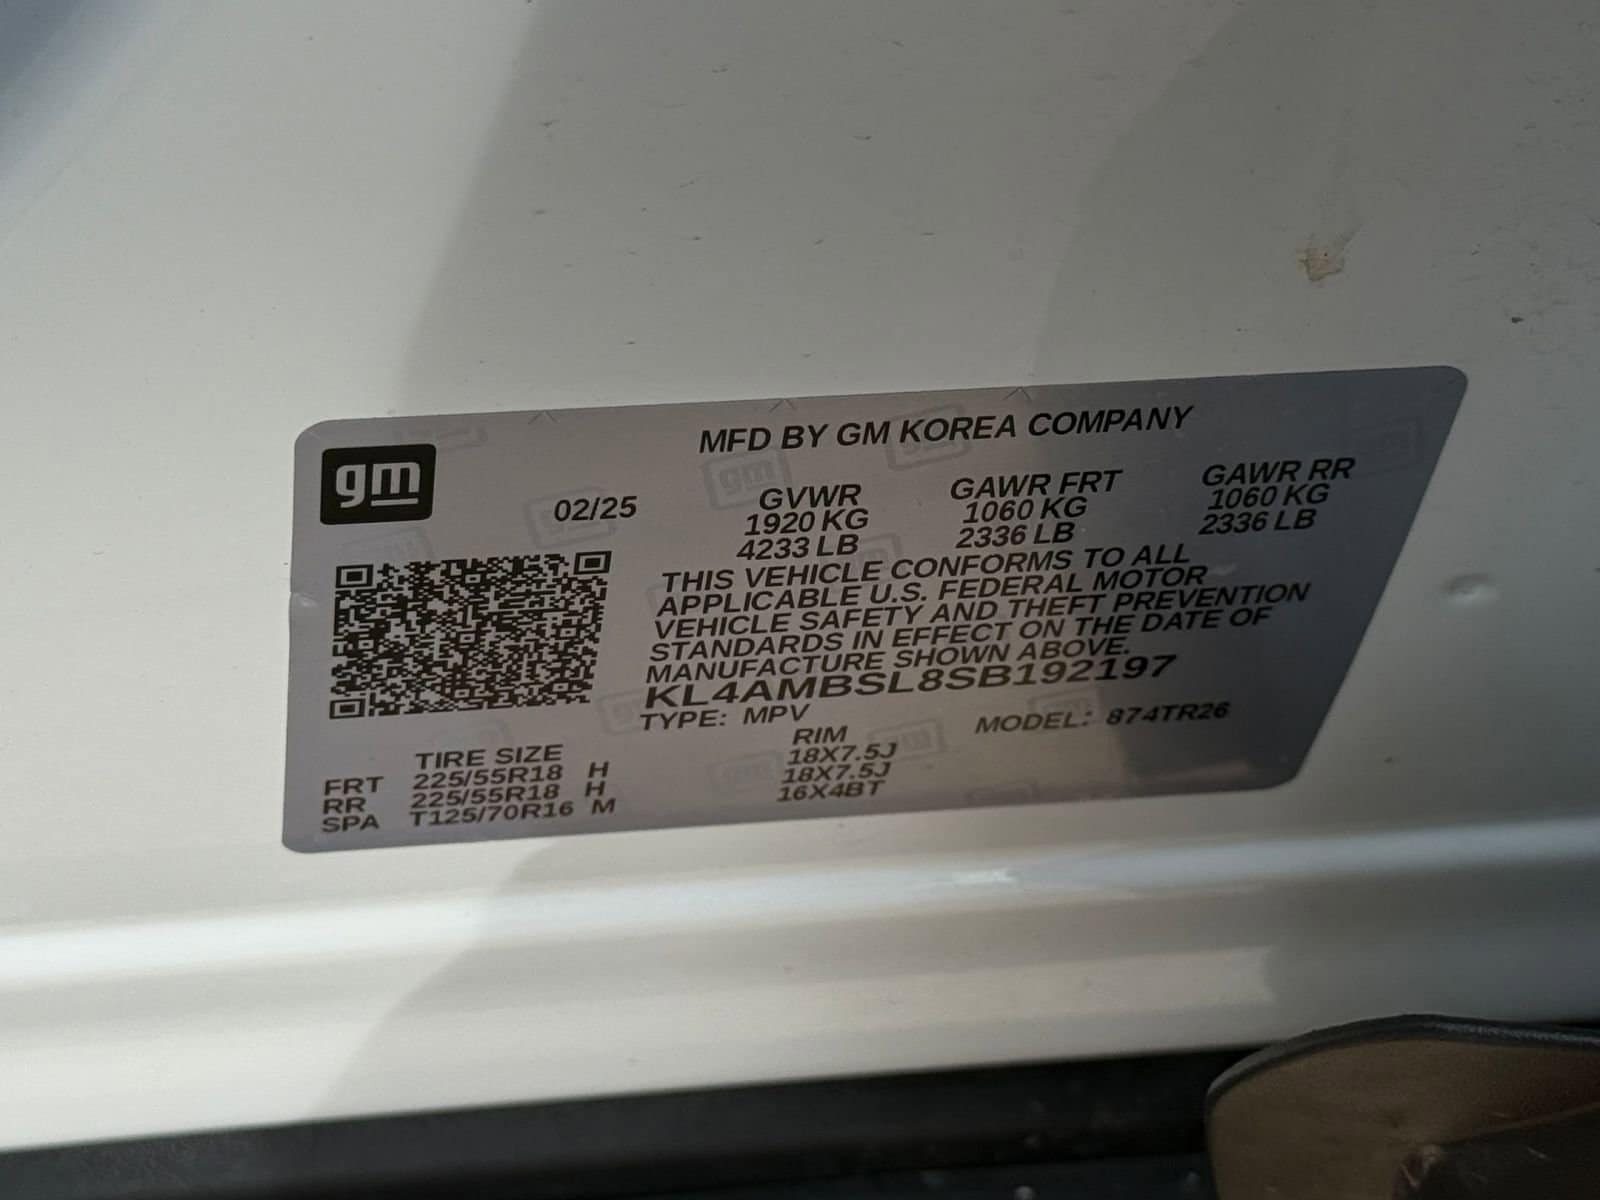 gm
MFD BY GM KOREA COMPANY
02/25 GVWR GAWR FRT GAWR RR
1920 KG 1060 KG 1060 KG
4233 LB 2336 LB 2336 LB
THIS VEHICLE CONFORMS TO ALL
APPLICABLE U.S. FEDERAL MOTOR
VEHICLE SAFETY AND THEFT PREVENTION
STANDARDS IN EFFECT ON THE DATE OF
MANUFACTURE SHOWN ABOVE.
KL4AMBSL8SB192197
TYPE: MPV MODEL: 874TR26
TIRE SIZE RIM
FRT 225/55R18 H 18X7.5J
RR 225/55R18 H 18X7.5J
SPA T125/70R16 M 16X4BT